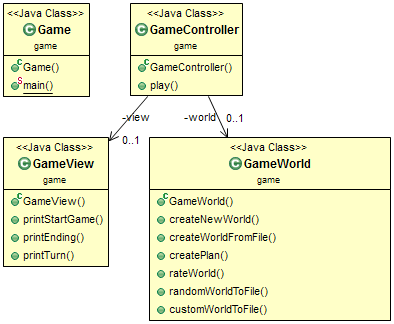 <<Java Class>>
Game
game
Game()
main()
<<Java Class>>
GameController
game
GameController()
play()
-view
0..1
-world
0..1
<<Java Class>>
GameView
game
GameView()
printStartGame()
printEnding()
printTurn()
<<Java Class>>
GameWorld
game
GameWorld()
createNewWorld()
createWorldFromFile()
createPlan()
rateWorld()
randomWorldToFile()
customWorldToFile()